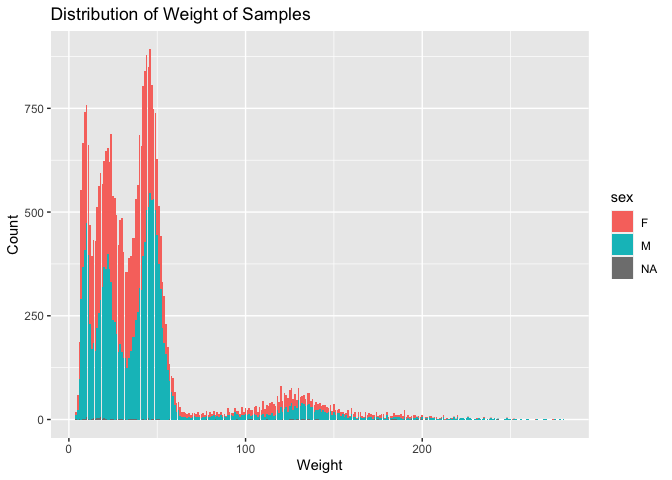 Distribution of Weight of Samples
Count
750
500
250
0
0 100 200
Weight
sex
F
M
NA